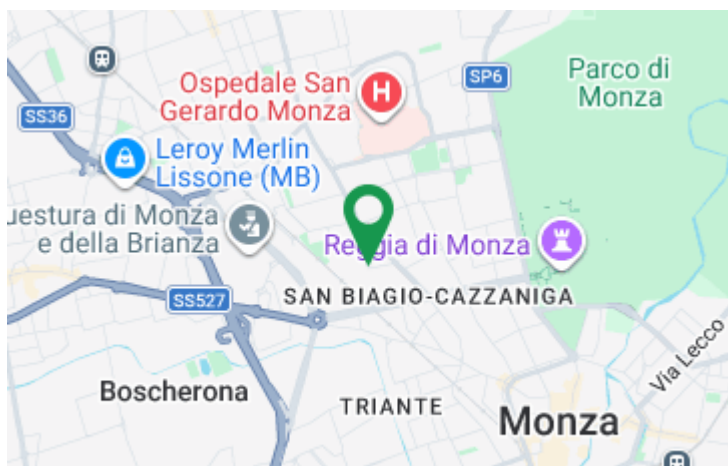 Ospedale San
Gerardo Monza
H
SP6
Parco di
Monza
SS36
Leroy Merlin
Lissone (MB)
uestura di Monza
e della Brianza
Reggia di Monza
SS527
SAN BIAGIO-CAZZANIGA
Boscherona
TRIANTE
Monza
Via Lecco